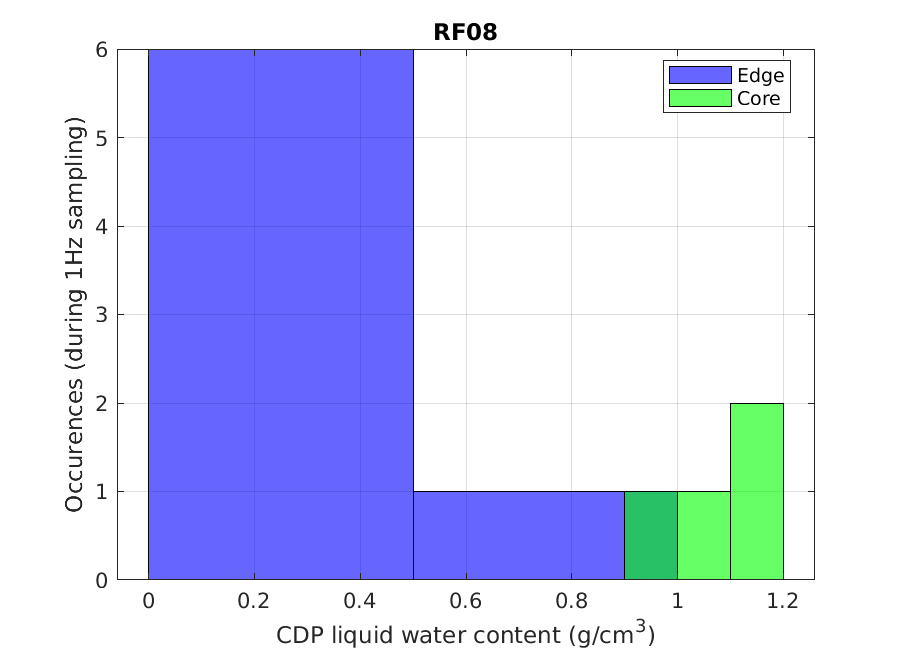 RF08
Edge
Core
6
5
4
3
2
1
0
Occurences (during 1Hz sampling)
0 0.2 0.4 0.6 0.8 1 1.2
CDP liquid water content (g/cm³)